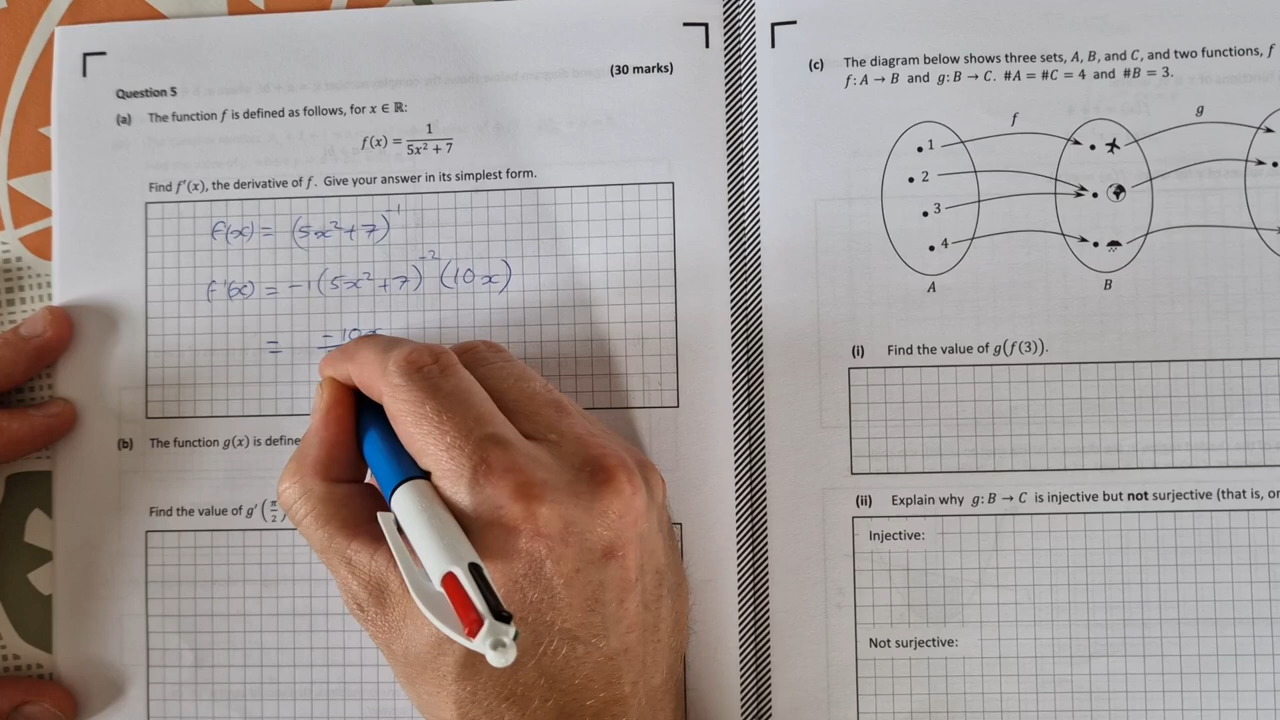 (30 marks)
Question 5
(a) The function f is defined as follows, for x ∈ ℝ:
f(x) = 1/(5x² + 7)
Find f′(x), the derivative of f. Give your answer in its simplest form.
f(x) = (5x²+7)⁻¹
f'(x) = -1(5x²+7)⁻²(10x)
= -10x
(b) The function g(x) is define
Find the value of g′(π/2)
(c) The diagram below shows three sets, A, B, and C, and two functions, f
f: A → B and g: B → C. #A = #C = 4 and #B = 3.
f
g
1
2
3
4
A
B
(i) Find the value of g(f(3)).
(ii) Explain why g: B → C is injective but not surjective (that is, or
Injective:
Not surjective: